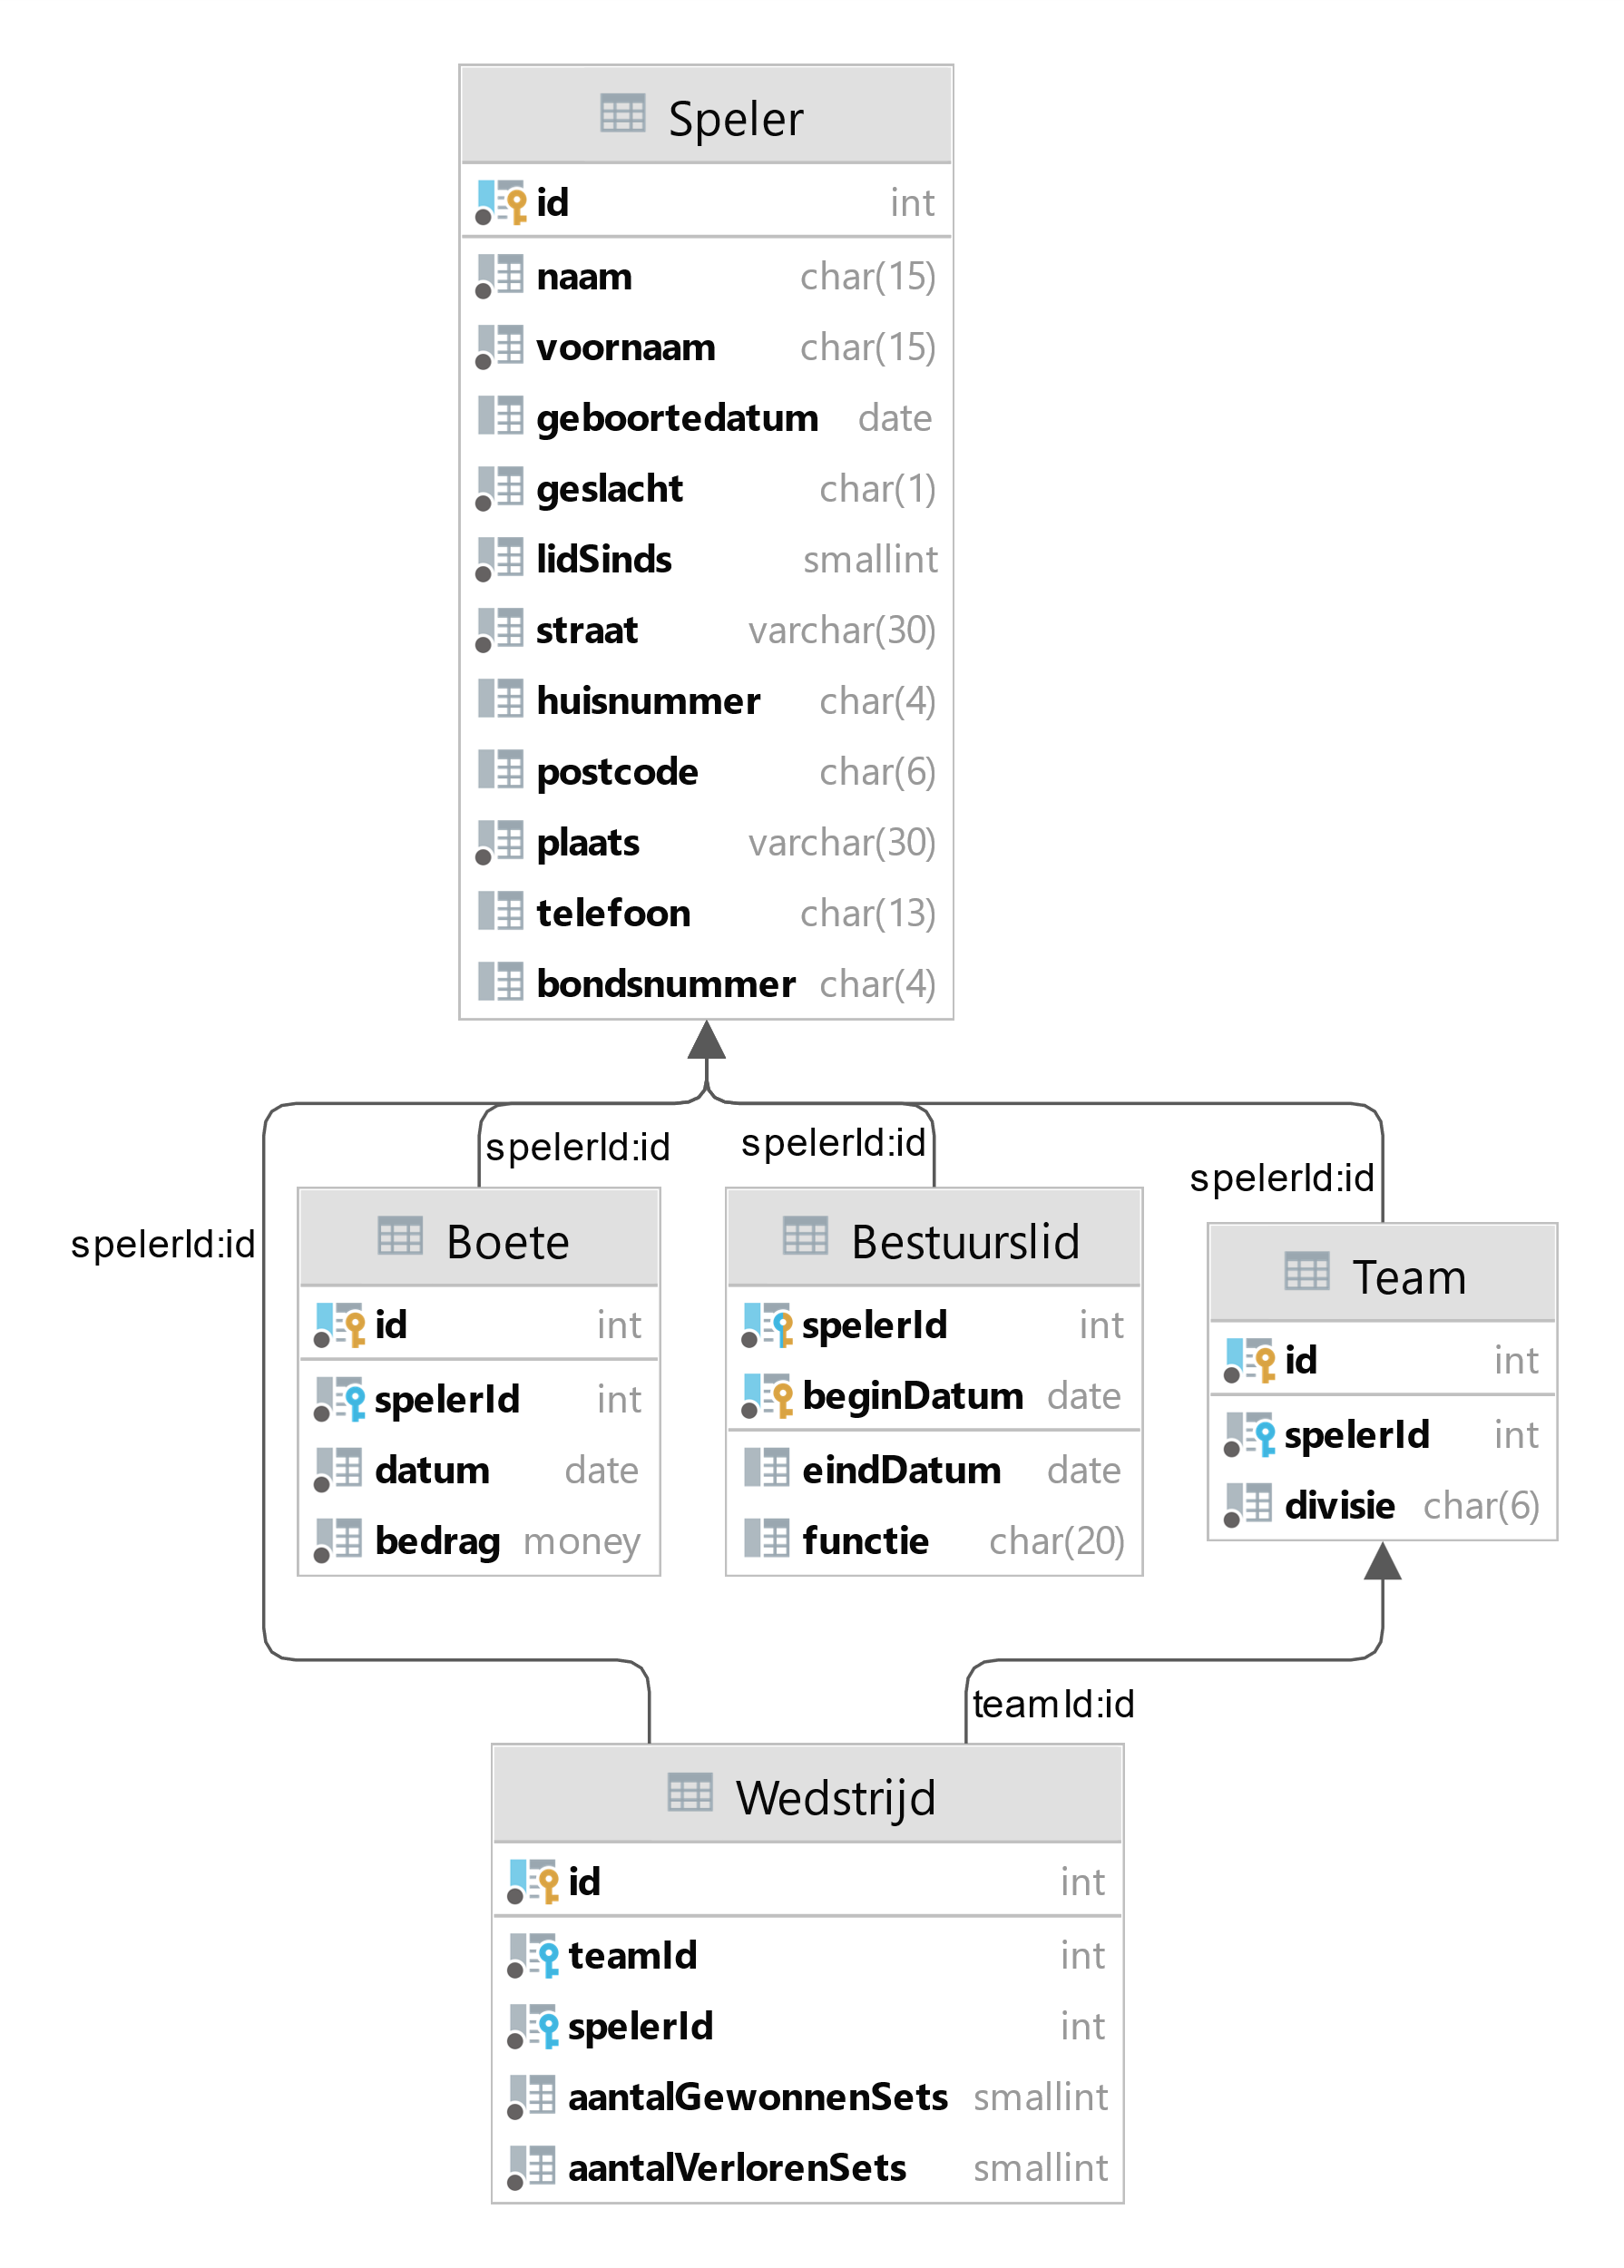 Speler
id int
naam char(15)
voornaam char(15)
geboortedatum date
geslacht char(1)
lidSinds smallint
straat varchar(30)
huisnummer char(4)
postcode char(6)
plaats varchar(30)
telefoon char(13)
bondsnummer char(4)
spelerId:id
spelerId:id
spelerId:id
spelerId:id
Boete
id int
spelerId int
datum date
bedrag money
Bestuurslid
spelerId int
beginDatum date
eindDatum date
functie char(20)
Team
id int
spelerId int
divisie char(6)
teamId:id
Wedstrijd
id int
teamId int
spelerId int
aantalGewonnenSets smallint
aantalVerlorenSets smallint